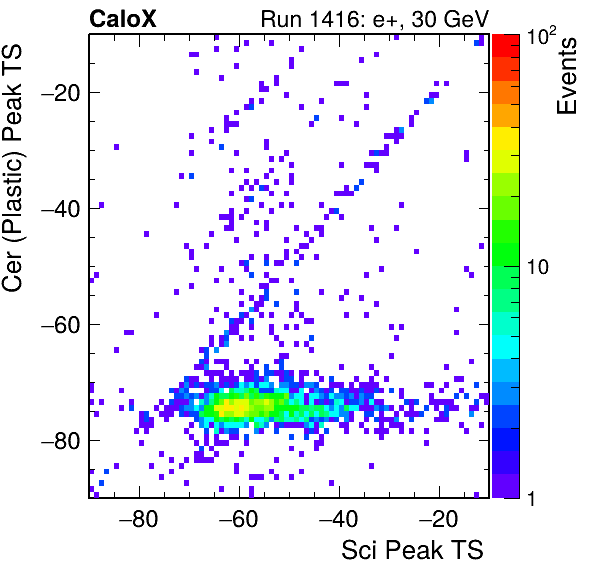 CaloX Run 1416: e+, 30 GeV
Cer (Plastic) Peak TS
−20
−40
−60
−80
−80 −60 −40 −20
Sci Peak TS
10²
10
1
Events